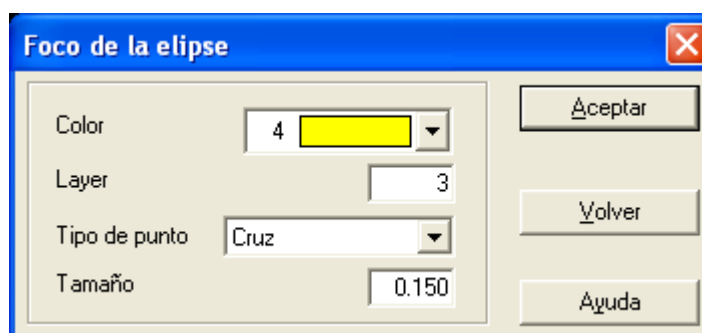 Foco de la elipse
Color 4
Aceptar
Layer 3
Volver
Tipo de punto Cruz
Tamaño 0.150
Ayuda